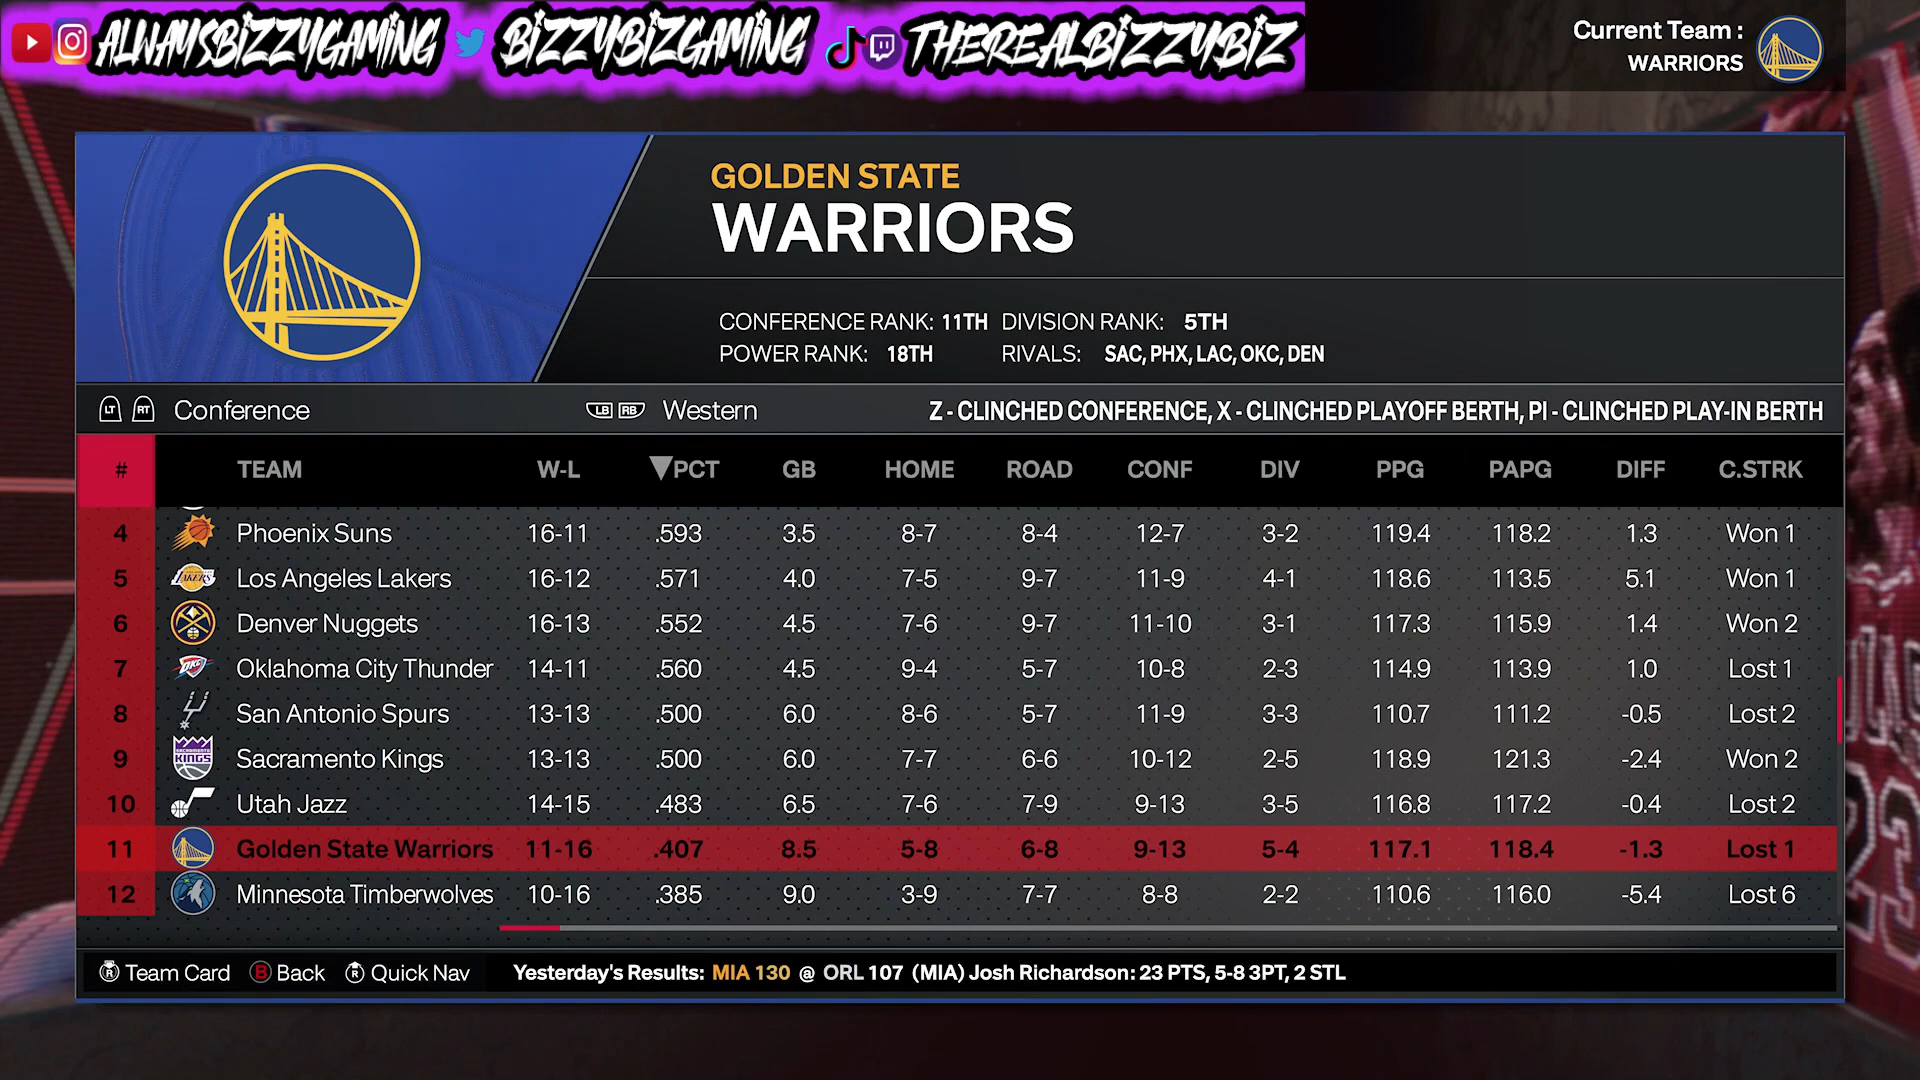 ALWAYSBIZZYGAMING BIZZYBIZGAMING THEREALBIZZYBIZ
Current Team :
WARRIORS
GOLDEN STATE
WARRIORS
CONFERENCE RANK: 11TH DIVISION RANK: 5TH
POWER RANK: 18TH RIVALS: SAC, PHX, LAC, OKC, DEN
LT RT Conference LB RB Western Z - CLINCHED CONFERENCE, X - CLINCHED PLAYOFF BERTH, PI - CLINCHED PLAY-IN BERTH
# TEAM W-L PCT GB HOME ROAD CONF DIV PPG PAPG DIFF C.STRK
4 Phoenix Suns 16-11 .593 3.5 8-7 8-4 12-7 3-2 119.4 118.2 1.3 Won 1
5 LAKERS Los Angeles Lakers 16-12 .571 4.0 7-5 9-7 11-9 4-1 118.6 113.5 5.1 Won 1
6 Denver Nuggets 16-13 .552 4.5 7-6 9-7 11-10 3-1 117.3 115.9 1.4 Won 2
7 OKC Oklahoma City Thunder 14-11 .560 4.5 9-4 5-7 10-8 2-3 114.9 113.9 1.0 Lost 1
8 San Antonio Spurs 13-13 .500 6.0 8-6 5-7 11-9 3-3 110.7 111.2 -0.5 Lost 2
9 SACRAMENTO KINGS Sacramento Kings 13-13 .500 6.0 7-7 6-6 10-12 2-5 118.9 121.3 -2.4 Won 2
10 Utah Jazz 14-15 .483 6.5 7-6 7-9 9-13 3-5 116.8 117.2 -0.4 Lost 2
11 Golden State Warriors 11-16 .407 8.5 5-8 6-8 9-13 5-4 117.1 118.4 -1.3 Lost 1
12 Minnesota Timberwolves 10-16 .385 9.0 3-9 7-7 8-8 2-2 110.6 116.0 -5.4 Lost 6
R Team Card B Back R Quick Nav Yesterday's Results: MIA 130 @ ORL 107 (MIA) Josh Richardson: 23 PTS, 5-8 3PT, 2 STL
23